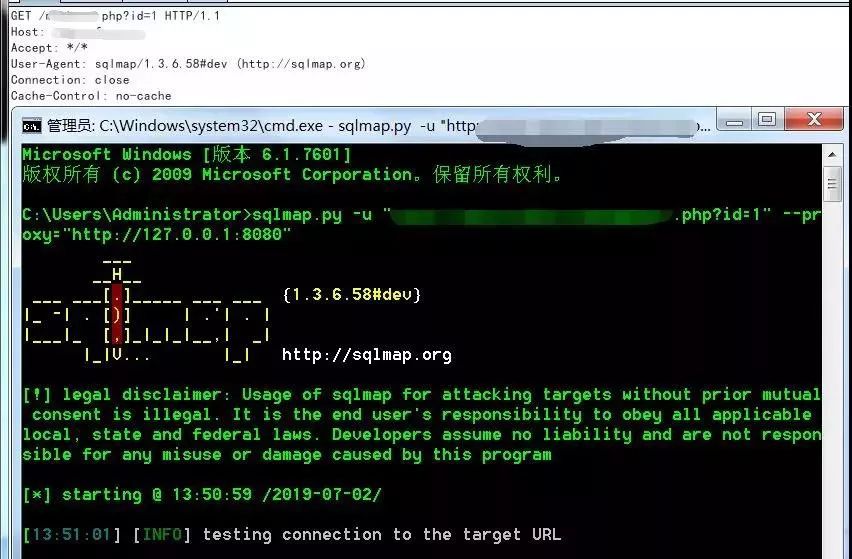 GET / php?id=1 HTTP/1.1
Host:
Accept: */*
User-Agent: sqlmap/1.3.6.58#dev (http://sqlmap.org)
Connection: close
Cache-Control: no-cache
管理员: C:\Windows\system32\cmd.exe - sqlmap.py -u "http: ...
Microsoft Windows [版本 6.1.7601]
版权所有 (c) 2009 Microsoft Corporation。保留所有权利。
C:\Users\Administrator>sqlmap.py -u " .php?id=1" --pr
oxy="http://127.0.0.1:8080"
        ___
       __H__
 ___ ___[.]_____ ___ ___  {1.3.6.58#dev}
|_ -| . [)]     | .'| . |
|___|_  [,]_|_|_|__,|  _|
      |_|V...       |_|   http://sqlmap.org
[!] legal disclaimer: Usage of sqlmap for attacking targets without prior mutual
 consent is illegal. It is the end user's responsibility to obey all applicable
local, state and federal laws. Developers assume no liability and are not respon
sible for any misuse or damage caused by this program
[*] starting @ 13:50:59 /2019-07-02/
[13:51:01] [INFO] testing connection to the target URL